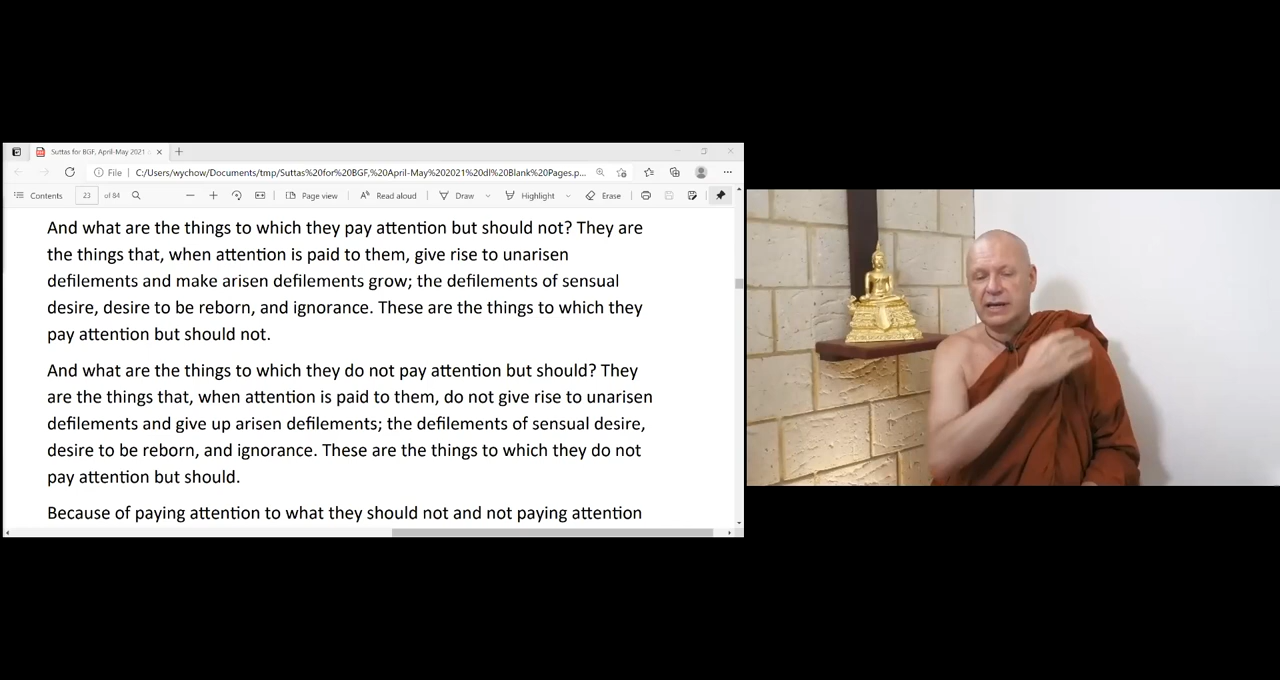 Suttas for BGF, April-May 2021
File
C:/Users/wychow/Documents/tmp/Suttas%20for%20BGF,%20April-May%202021%20dl%20Blank%20Pages.p...
Contents
23
of 84
Page view
Read aloud
Draw
Highlight
Erase
And what are the things to which they pay attention but should not? They are
the things that, when attention is paid to them, give rise to unarisen
defilements and make arisen defilements grow; the defilements of sensual
desire, desire to be reborn, and ignorance. These are the things to which they
pay attention but should not.
And what are the things to which they do not pay attention but should? They
are the things that, when attention is paid to them, do not give rise to unarisen
defilements and give up arisen defilements; the defilements of sensual desire,
desire to be reborn, and ignorance. These are the things to which they do not
pay attention but should.
Because of paying attention to what they should not and not paying attention